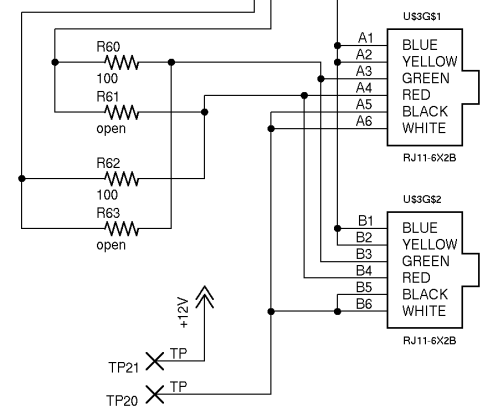 U$3G$1
A1 BLUE
A2 YELLOW
A3 GREEN
A4 RED
A5 BLACK
A6 WHITE
RJ11-6X2B
R60
100
R61
open
R62
100
R63
open
U$3G$2
B1 BLUE
B2 YELLOW
B3 GREEN
B4 RED
B5 BLACK
B6 WHITE
RJ11-6X2B
+12V
TP21 TP
TP20 TP